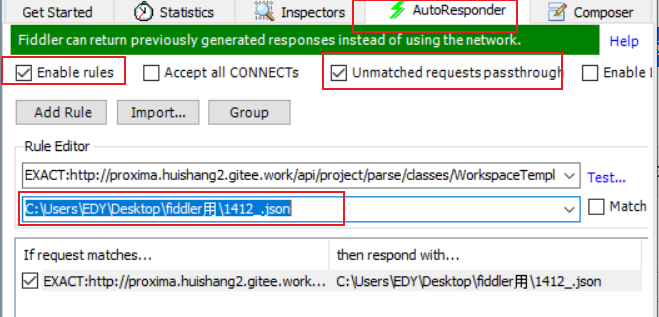 Get Started Statistics Inspectors AutoResponder Composer
Fiddler can return previously generated responses instead of using the network. Help
Enable rules Accept all CONNECTs Unmatched requests passthrough Enable
Add Rule Import... Group
Rule Editor
EXACT:http://proxima.huishang2.gitee.work/api/project/parse/classes/WorkspaceTempl Test...
C:\Users\EDY\Desktop\fiddler用\1412_.json Match
If request matches... then respond with...
EXACT:http://proxima.huishang2.gitee.work... C:\Users\EDY\Desktop\fiddler用\1412_.json